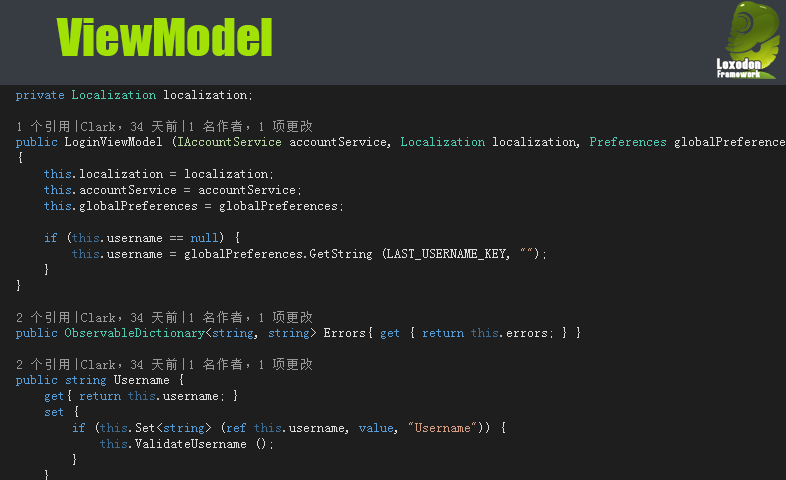 ViewModel
Loxodon
Framework
private Localization localization;
1 个引用|Clark, 34 天前|1 名作者, 1 项更改
public LoginViewModel (IAccountService accountService, Localization localization, Preferences globalPreference
{
this.localization = localization;
this.accountService = accountService;
this.globalPreferences = globalPreferences;
if (this.username == null) {
this.username = globalPreferences.GetString (LAST_USERNAME_KEY, "");
}
}
2 个引用|Clark, 34 天前|1 名作者, 1 项更改
public ObservableDictionary<string, string> Errors{ get { return this.errors; } }
2 个引用|Clark, 34 天前|1 名作者, 1 项更改
public string Username {
get{ return this.username; }
set {
if (this.Set<string> (ref this.username, value, "Username")) {
this.ValidateUsername ();
}
}